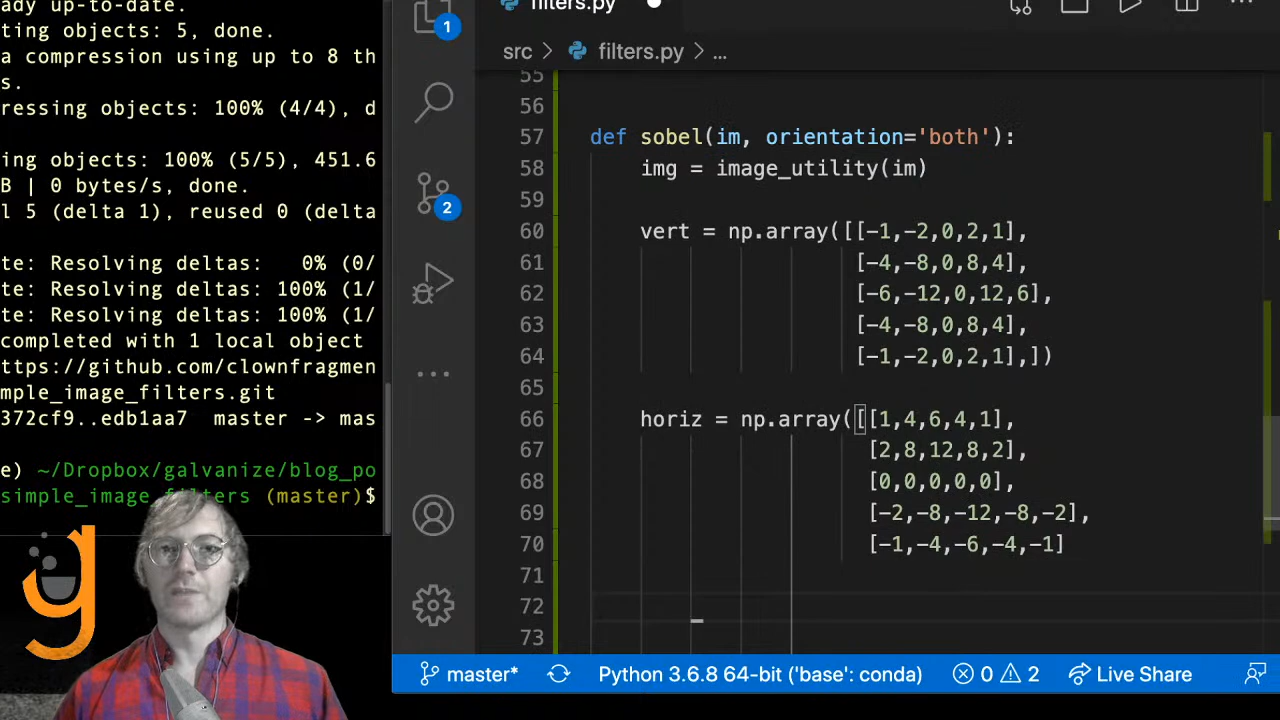 ady up-to-date.
ting objects: 5, done.
a compression using up to 8 th
s.
ressing objects: 100% (4/4), d
ing objects: 100% (5/5), 451.6
B | 0 bytes/s, done.
l 5 (delta 1), reused 0 (delta
te: Resolving deltas:   0% (0/
te: Resolving deltas: 100% (1/
te: Resolving deltas: 100% (1/
completed with 1 local object
ttps://github.com/clownfragmen
mple_image_filters.git
372cf9..edb1aa7  master -> mas
e) ~/Dropbox/galvanize/blog_po
simple_image_filters (master)$
g
1
2
filters.py
src > filters.py > ...
55
56
57 def sobel(im, orientation='both'):
58 img = image_utility(im)
59
60 vert = np.array([[-1,-2,0,2,1],
61 [-4,-8,0,8,4],
62 [-6,-12,0,12,6],
63 [-4,-8,0,8,4],
64 [-1,-2,0,2,1],])
65
66 horiz = np.array([[1,4,6,4,1],
67 [2,8,12,8,2],
68 [0,0,0,0,0],
69 [-2,-8,-12,-8,-2],
70 [-1,-4,-6,-4,-1]
71
72
73
master* Python 3.6.8 64-bit ('base': conda) 0 2 Live Share